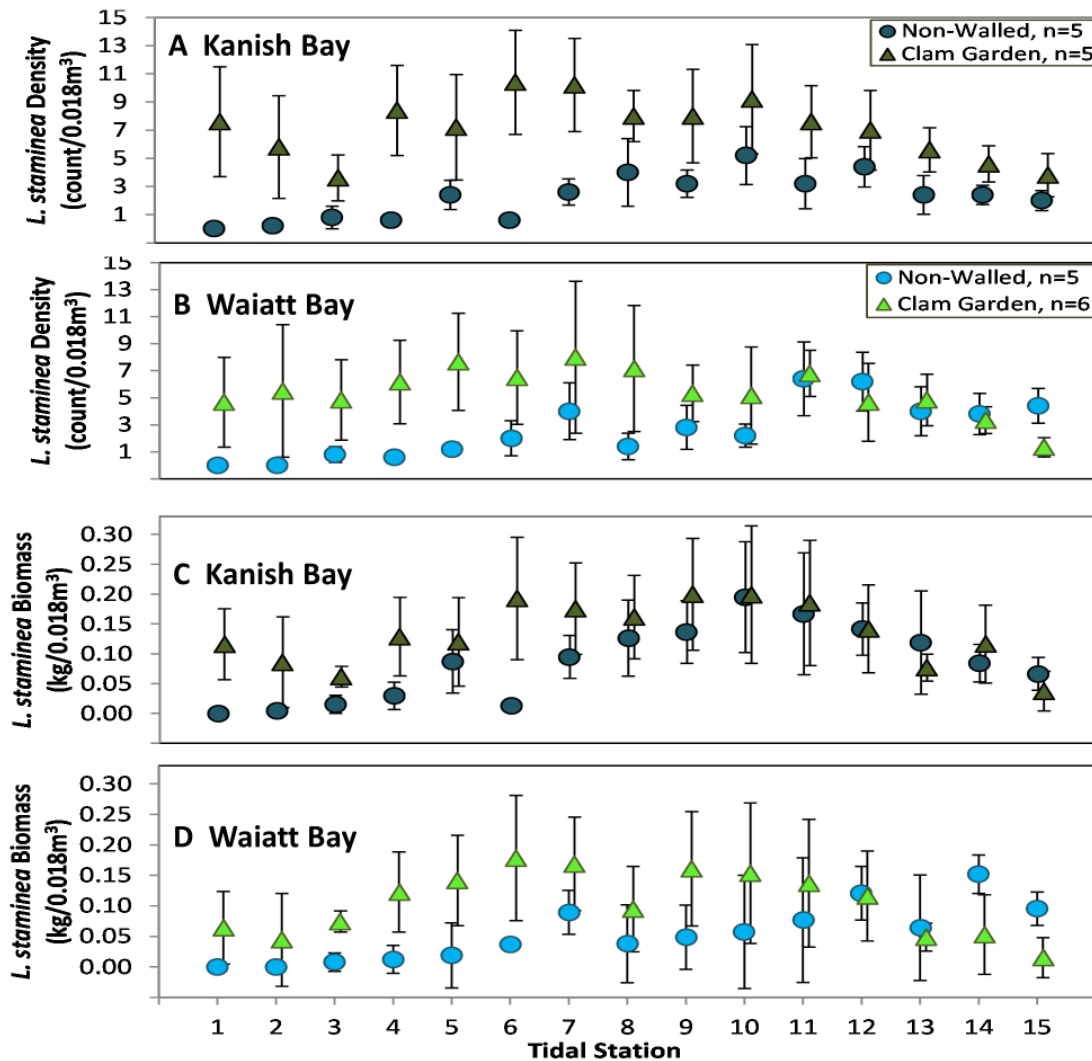 A Kanish Bay
Non-Walled, n=5
Clam Garden, n=5
L. staminea Density
(count/0.018m³)
15
13
11
9
7
5
3
1
B Waiatt Bay
Non-Walled, n=5
Clam Garden, n=6
L. staminea Density
(count/0.018m³)
15
13
11
9
7
5
3
1
C Kanish Bay
L. staminea Biomass
(kg/0.018m³)
0.30
0.25
0.20
0.15
0.10
0.05
0.00
D Waiatt Bay
L. staminea Biomass
(kg/0.018m³)
0.30
0.25
0.20
0.15
0.10
0.05
0.00
1 2 3 4 5 6 7 8 9 10 11 12 13 14 15
Tidal Station